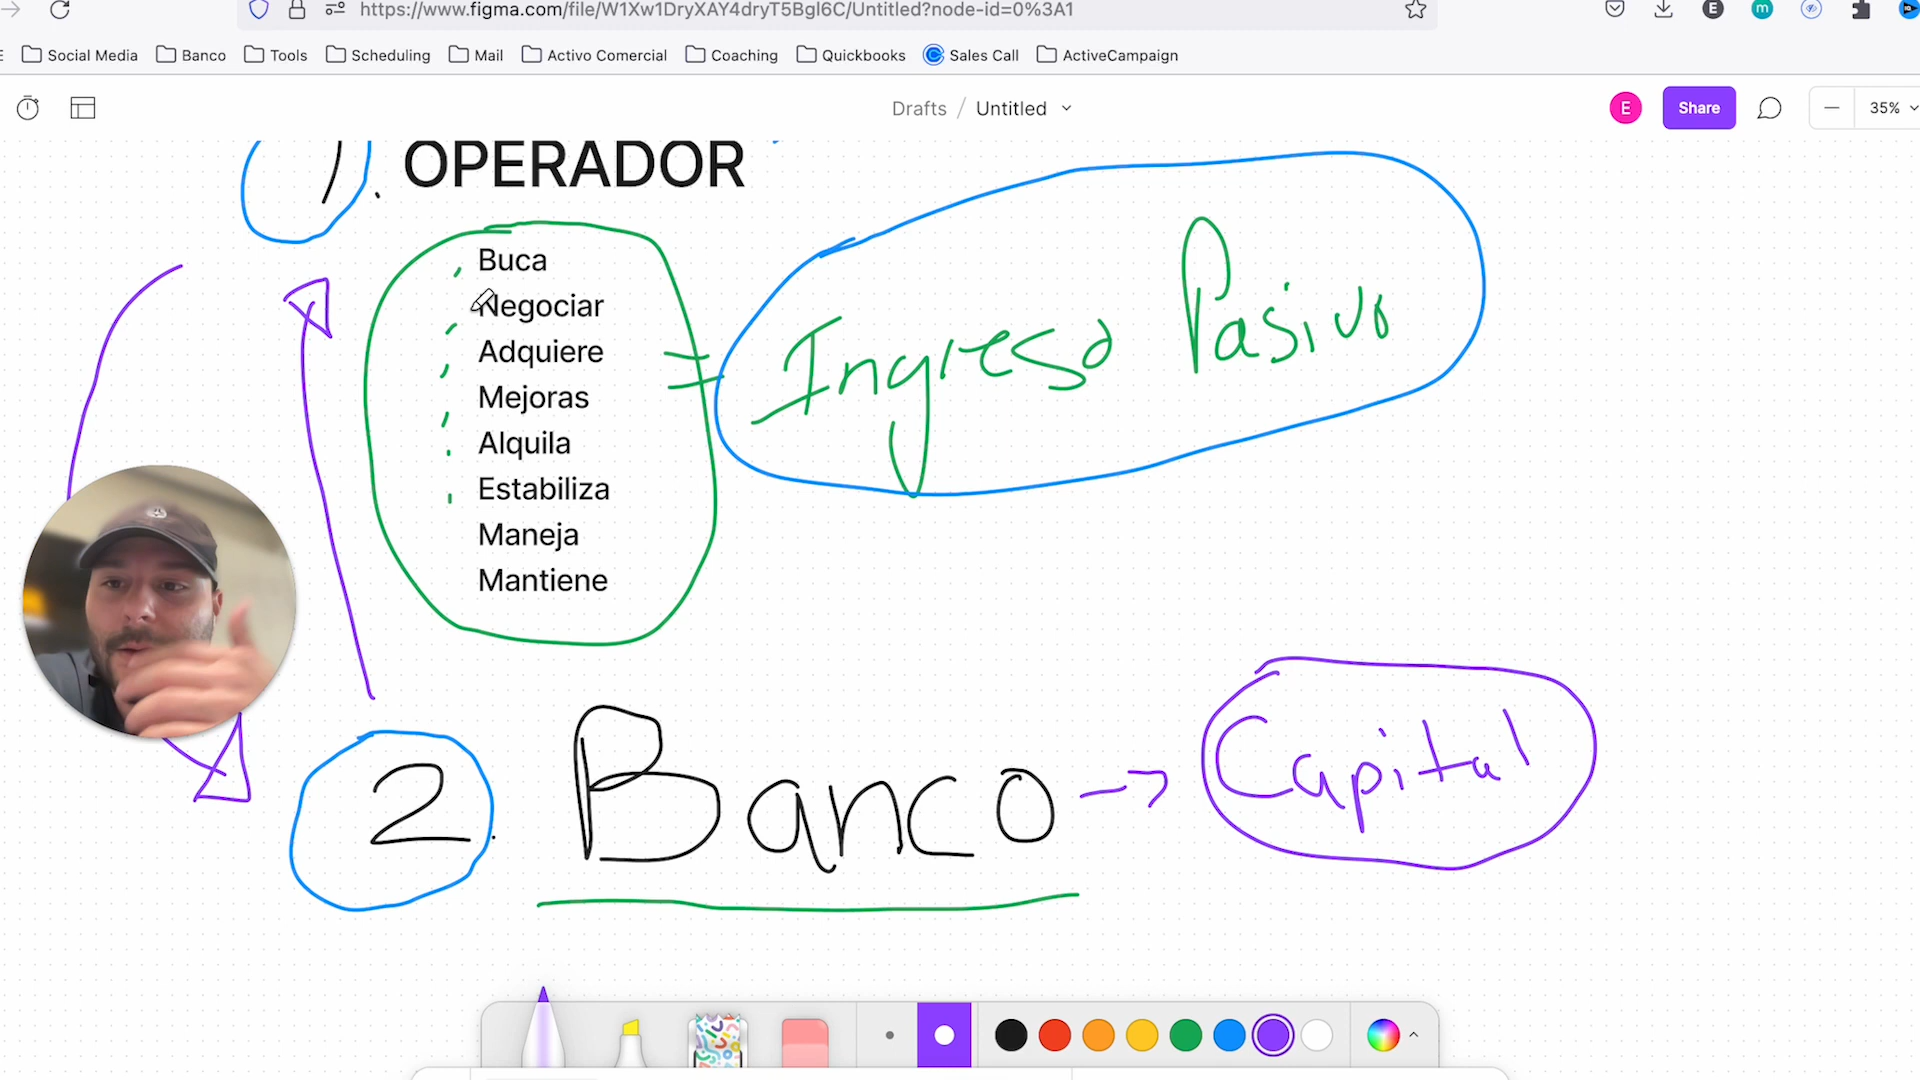 https://www.figma.com/file/W1Xw1DryXAY4dryT5Bgl6C/Untitled?node-id=0%3A1
E
m
Social Media
Banco
Tools
Scheduling
Mail
Activo Comercial
Coaching
Quickbooks
Sales Call
ActiveCampaign
Drafts / Untitled
E
Share
35%
1. OPERADOR
Buca
Negociar
Adquiere
Mejoras
Alquila
Estabiliza
Maneja
Mantiene
= Ingreso Pasivo
2. Banco -> Capital